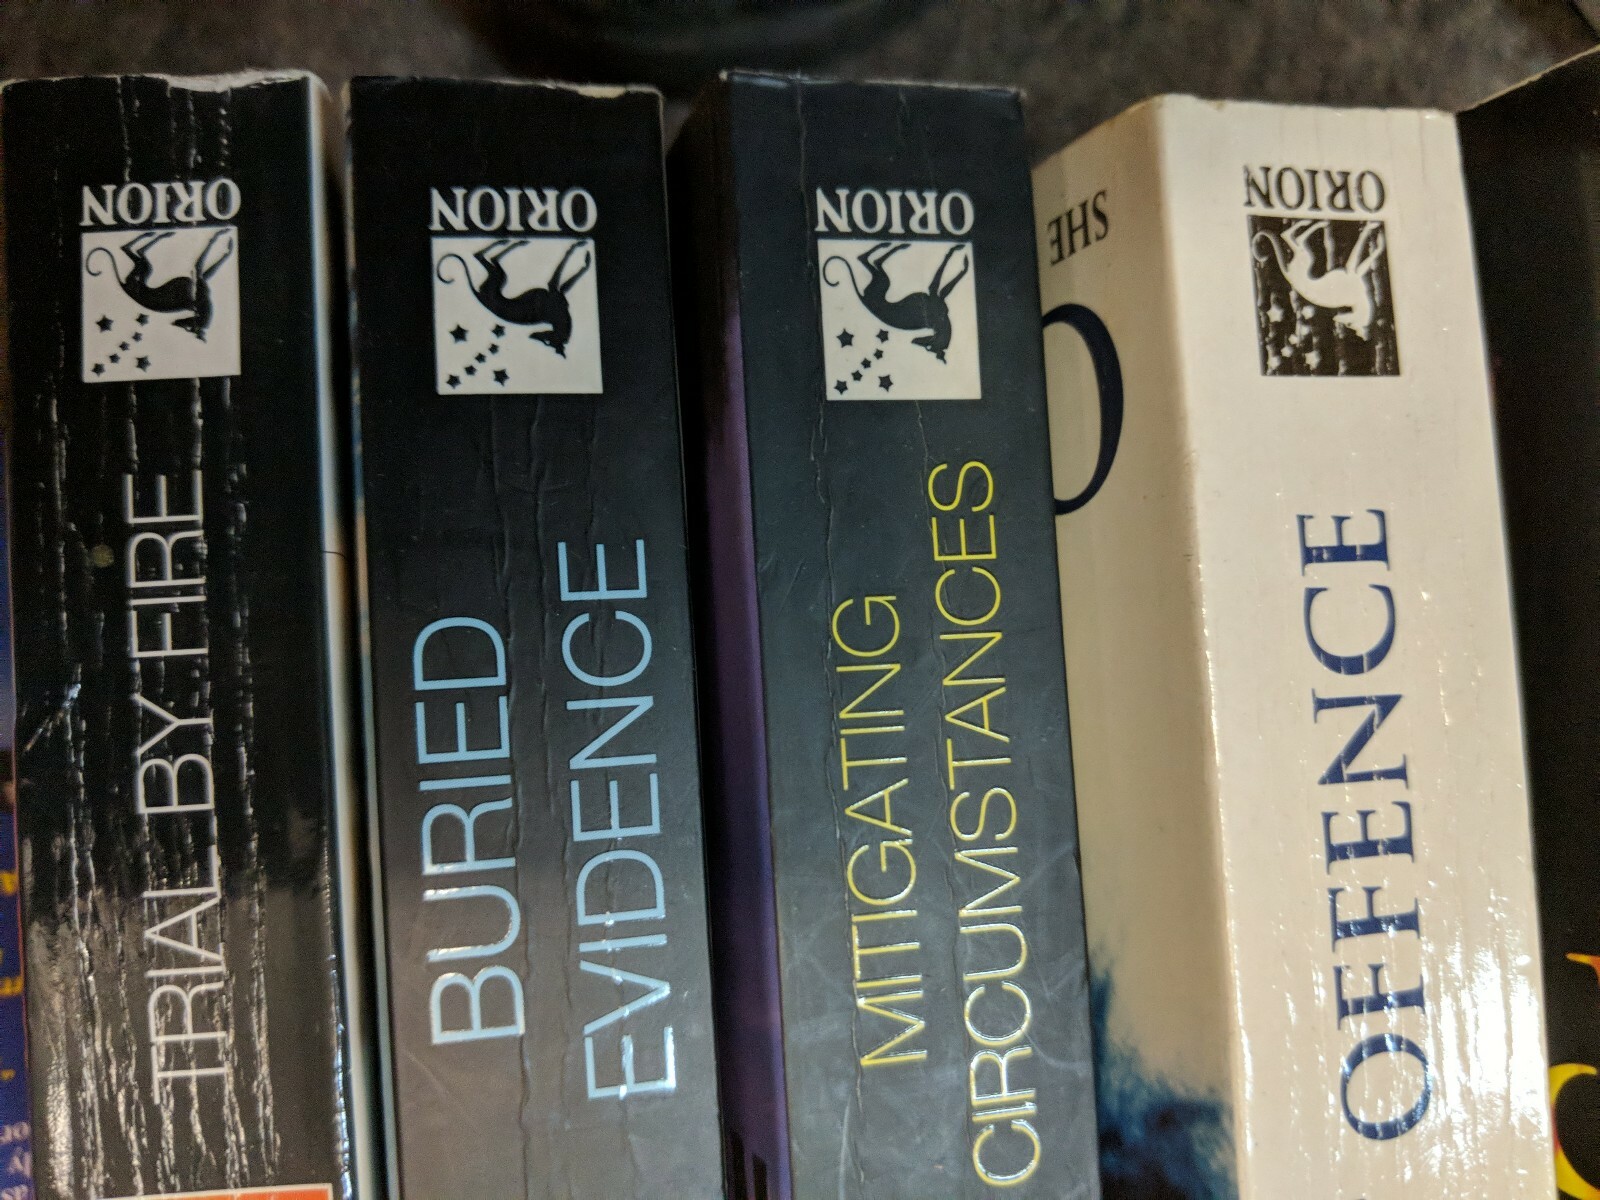 ORION
TRIAL BY FIRE
ORION
BURIED
EVIDENCE
ORION
MITIGATING
CIRCUMSTANCES
SHE
O
ORION
OFFENCE